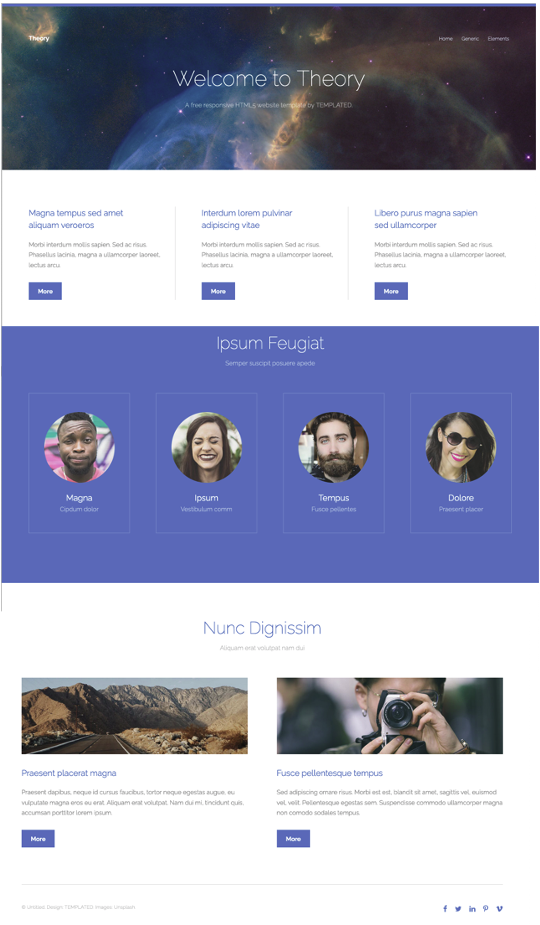 Theory
Home Generic Elements
Welcome to Theory
A free responsive HTML5 website template by TEMPLATED.
Magna tempus sed amet
aliquam veroeros
Morbi interdum mollis sapien. Sed ac risus.
Phasellus lacinia, magna a ullamcorper laoreet,
lectus arcu.
More
Interdum lorem pulvinar
adipiscing vitae
Morbi interdum mollis sapien. Sed ac risus.
Phasellus lacinia, magna a ullamcorper laoreet,
lectus arcu.
More
Libero purus magna sapien
sed ullamcorper
Morbi interdum mollis sapien. Sed ac risus.
Phasellus lacinia, magna a ullamcorper laoreet,
lectus arcu.
More
Ipsum Feugiat
Semper suscipit posuere apede
Magna
Cipdum dolor
Ipsum
Vestibulum comm
Tempus
Fusce pellentes
Dolore
Praesent placer
Nunc Dignissim
Aliquam erat volutpat nam dui
Praesent placerat magna
Praesent dapibus, neque id cursus faucibus, tortor neque egestas augue, eu
vulputate magna eros eu erat. Aliquam erat volutpat. Nam dui mi, tincidunt quis,
accumsan porttitor lorem ipsum.
More
Fusce pellentesque tempus
Sed adipiscing ornare risus. Morbi est est, blandit sit amet, sagittis vel, euismod
vel, velit. Pellentesque egestas sem. Suspendisse commodo ullamcorper magna
non comodo sodales tempus.
More
© Untitled. Design TEMPLATED. Images Unsplash.